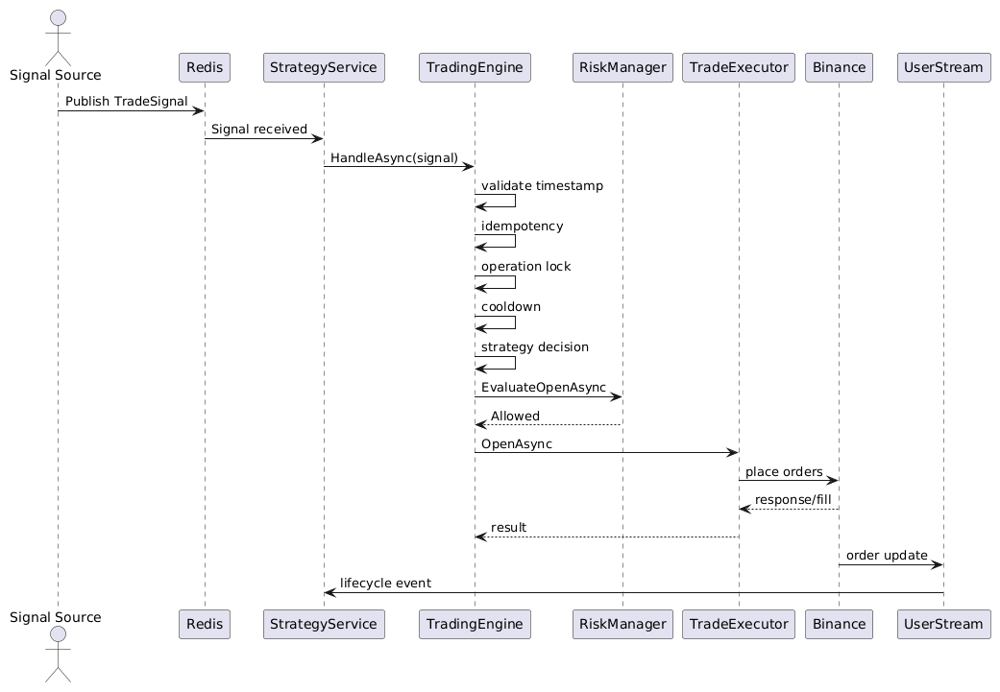 Signal Source
Redis
StrategyService
TradingEngine
RiskManager
TradeExecutor
Binance
UserStream
Publish TradeSignal
Signal received
HandleAsync(signal)
validate timestamp
idempotency
operation lock
cooldown
strategy decision
EvaluateOpenAsync
Allowed
OpenAsync
place orders
response/fill
result
order update
lifecycle event
Signal Source
Redis
StrategyService
TradingEngine
RiskManager
TradeExecutor
Binance
UserStream